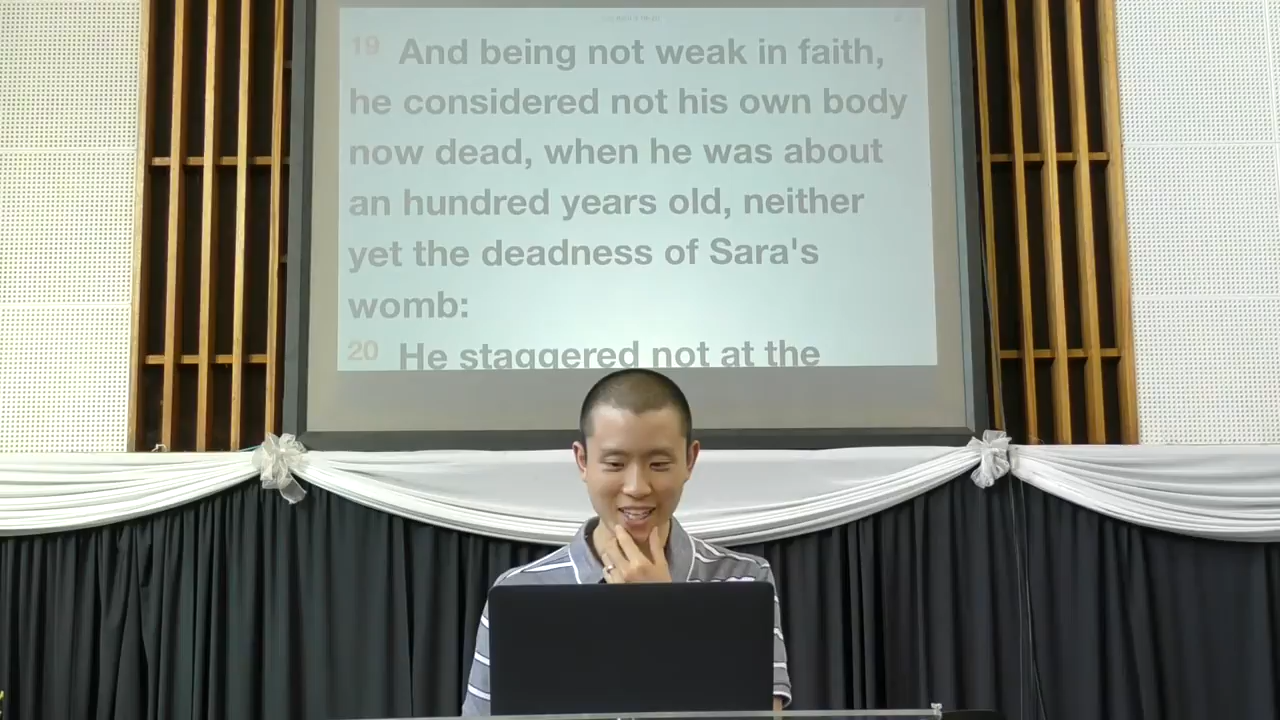 19 And being not weak in faith,
he considered not his own body
now dead, when he was about
an hundred years old, neither
yet the deadness of Sara's
womb:
20 He staggered not at the